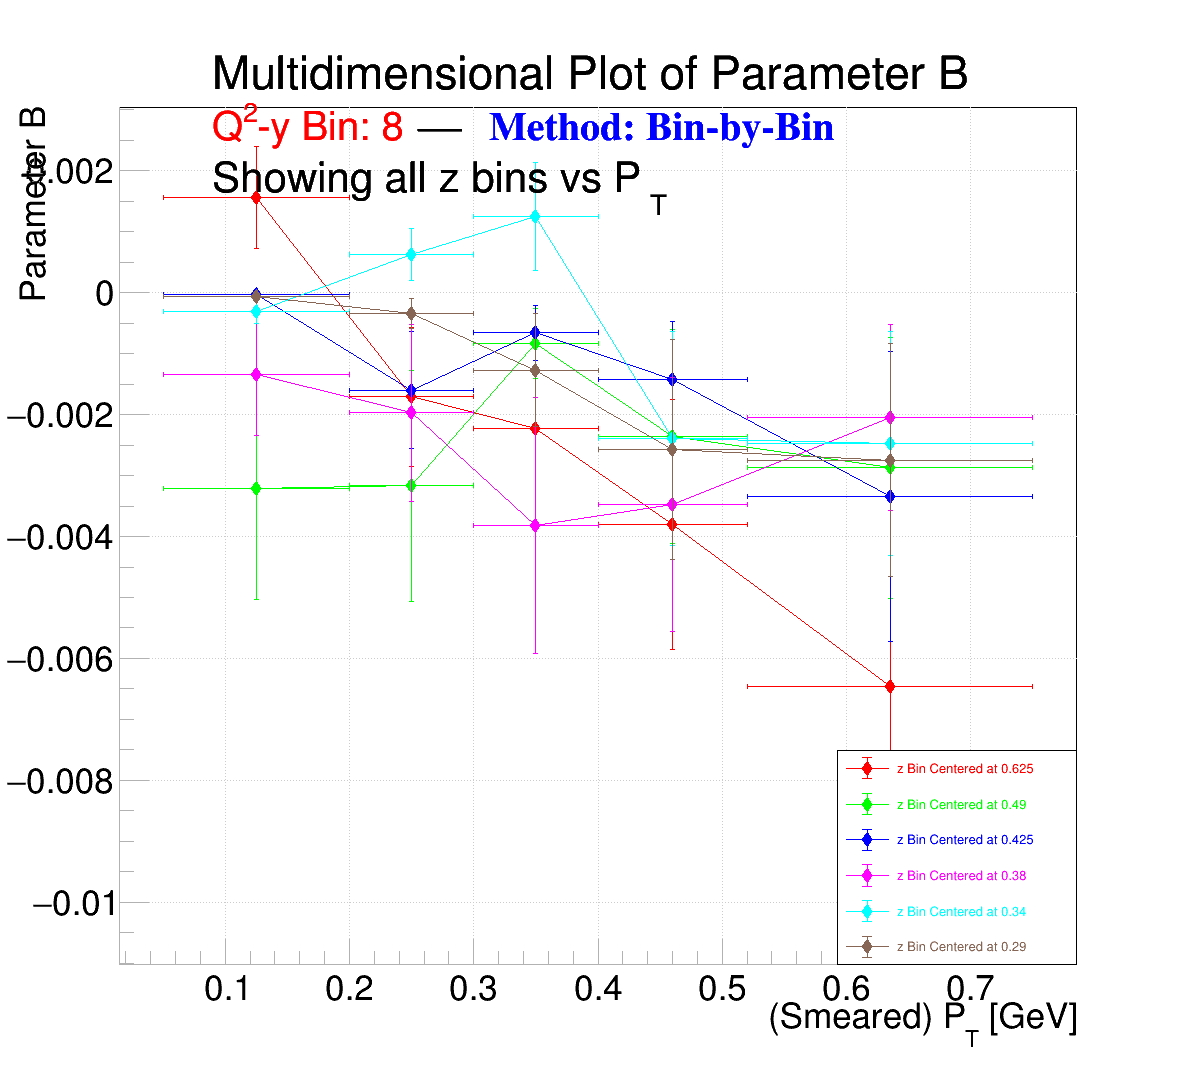 Multidimensional Plot of Parameter B
Q2-y Bin: 8 — Method: Bin-by-Bin
Showing all z bins vs PT
Parameter B
0.002
0
−0.002
−0.004
−0.006
−0.008
−0.01
z Bin Centered at 0.625
z Bin Centered at 0.49
z Bin Centered at 0.425
z Bin Centered at 0.38
z Bin Centered at 0.34
z Bin Centered at 0.29
0.1 0.2 0.3 0.4 0.5 0.6 0.7
(Smeared) PT [GeV]